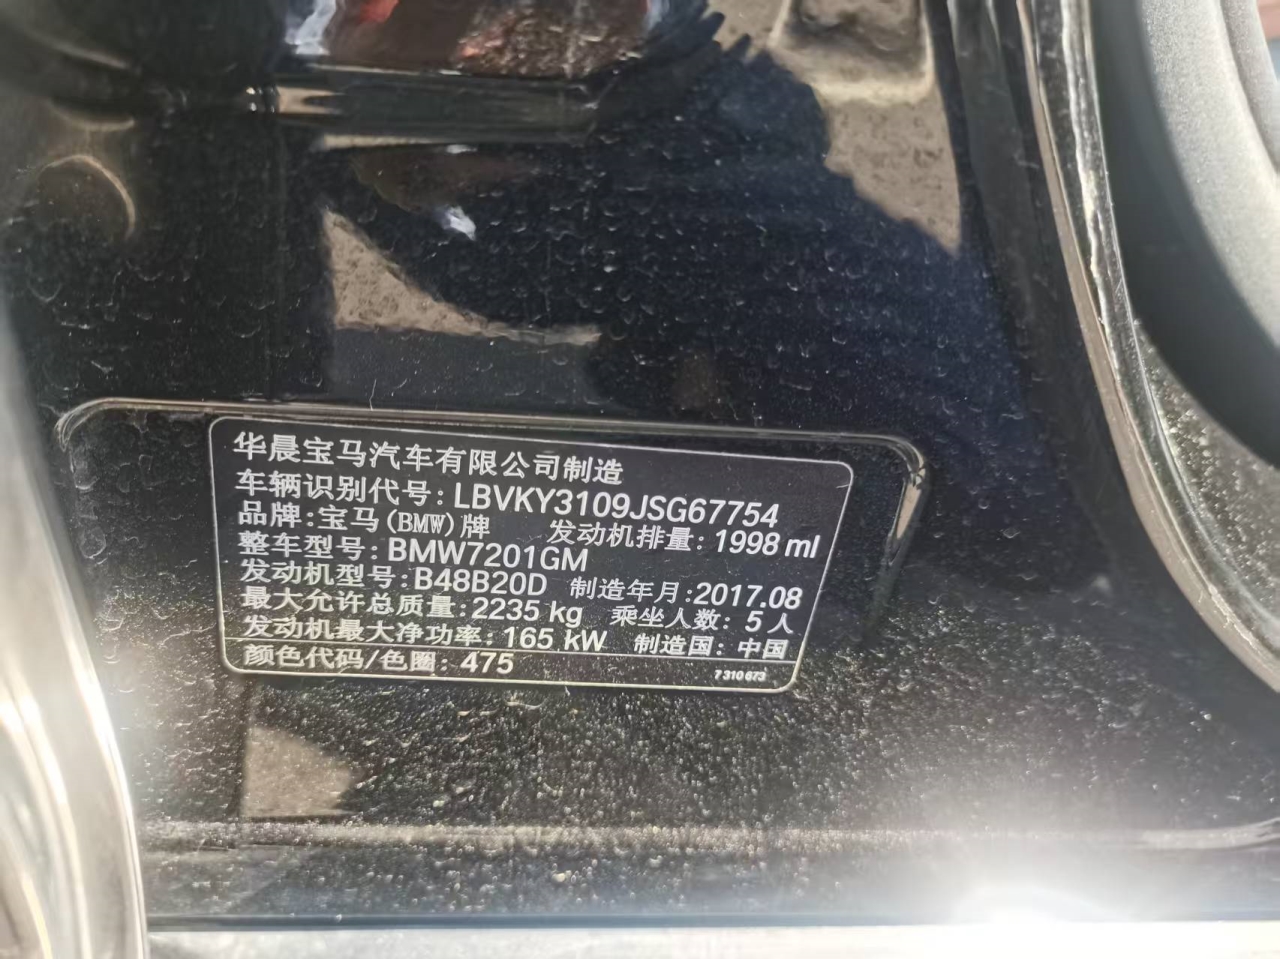 华晨宝马汽车有限公司制造
车辆识别代号: LBVKY3109JSG67754
品牌: 宝马(BMW)牌 发动机排量: 1998 ml
整车型号: BMW7201GM
发动机型号: B48B20D 制造年月: 2017.08
最大允许总质量: 2235 kg 乘坐人数: 5人
发动机最大净功率: 165 kW 制造国: 中国
颜色代码/色圈: 475 7 310 673